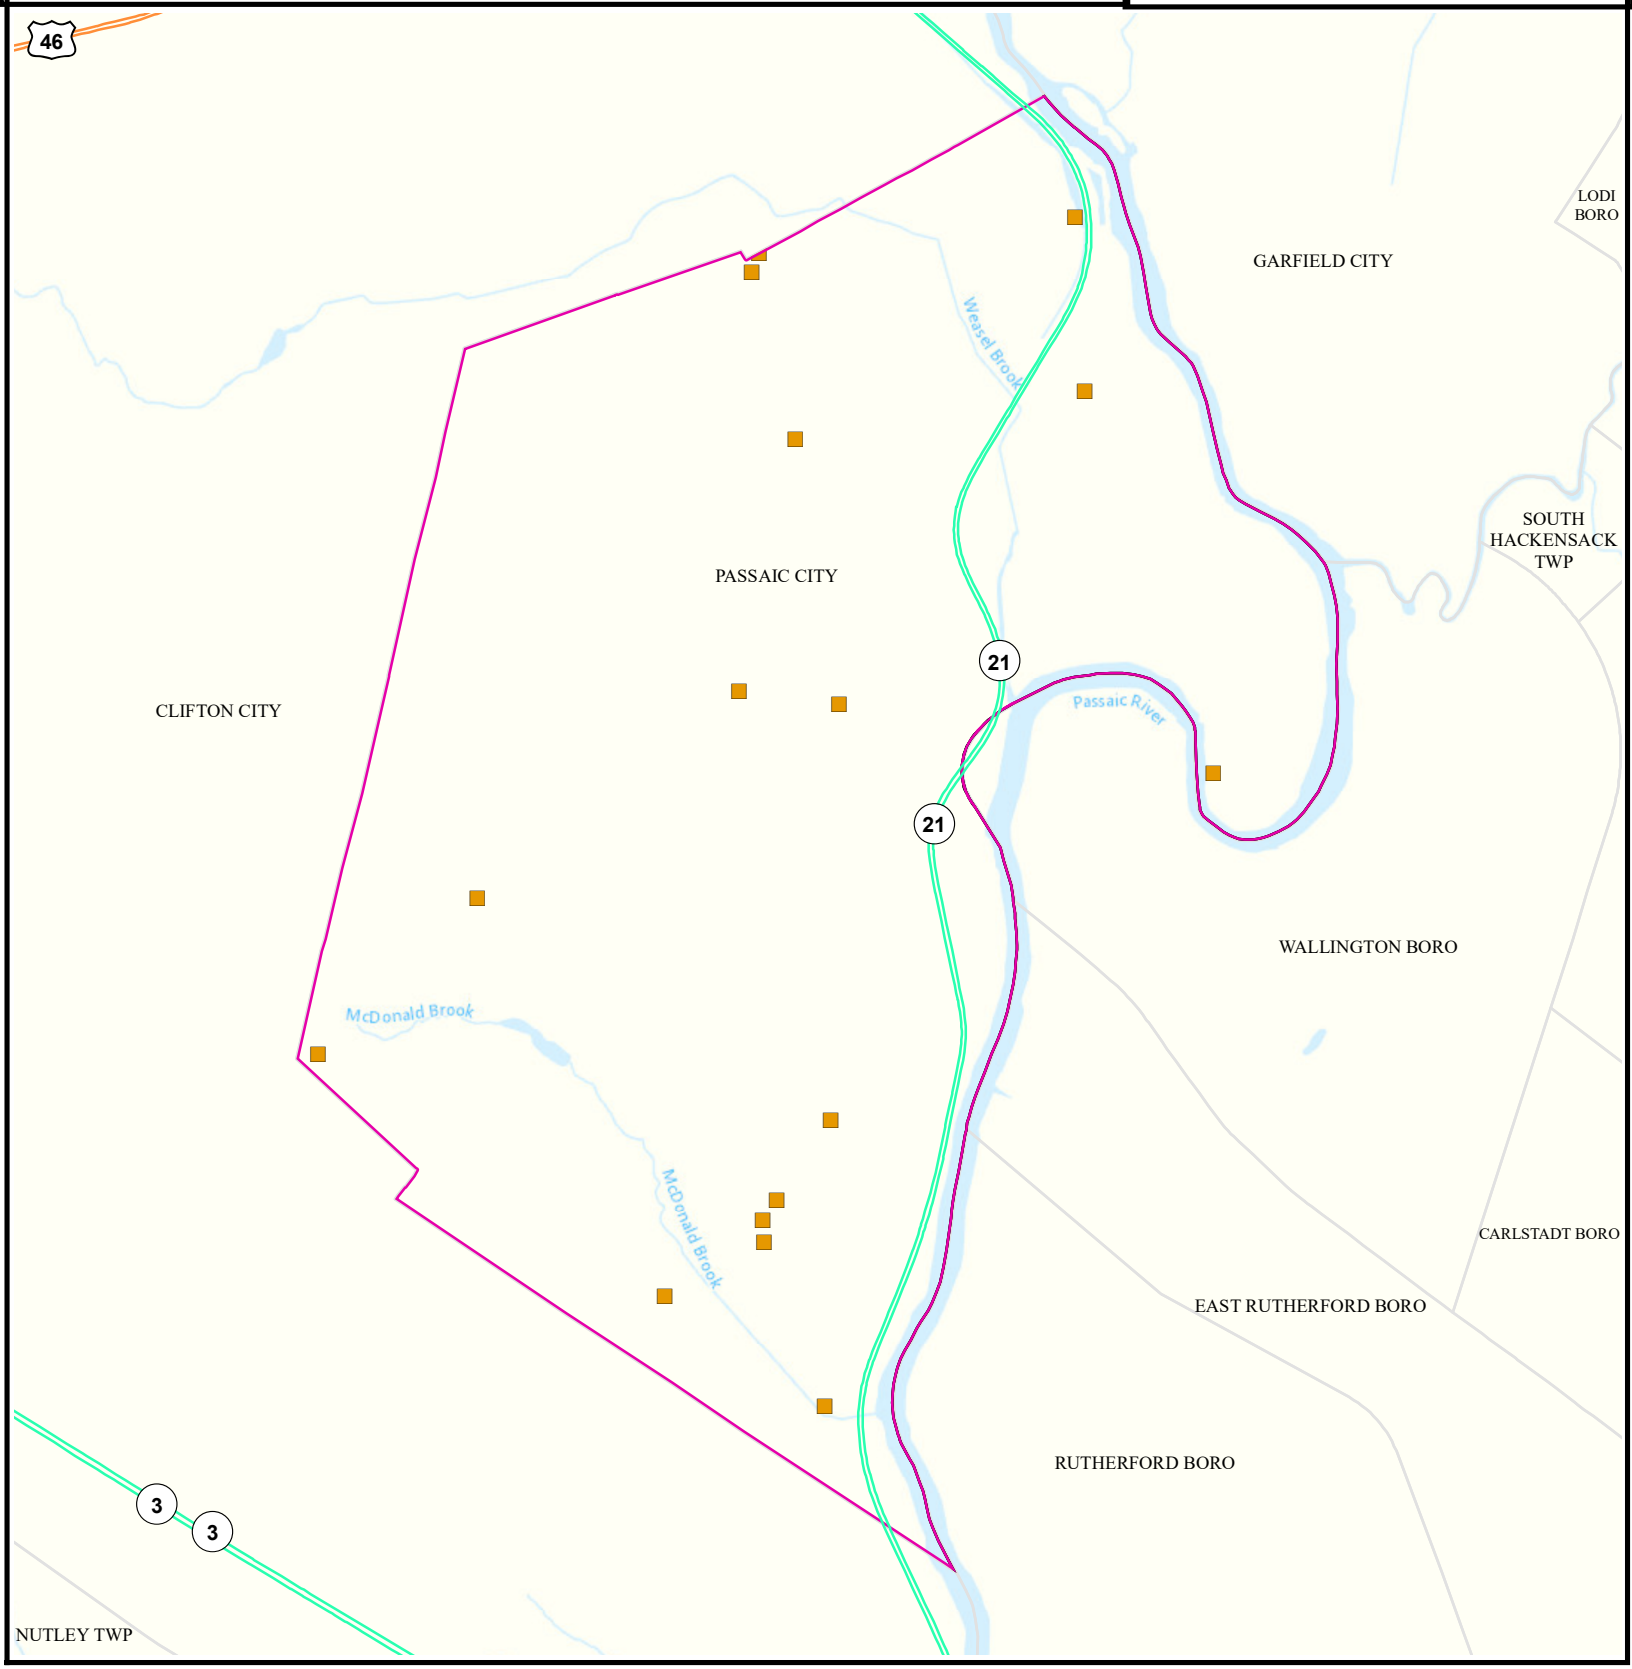 46
LODI
BORO
GARFIELD CITY
Weasel Brook
SOUTH
HACKENSACK
TWP
PASSAIC CITY
21
CLIFTON CITY
Passaic River
21
WALLINGTON BORO
McDonald Brook
McDonald Brook
CARLSTADT BORO
EAST RUTHERFORD BORO
RUTHERFORD BORO
3
3
NUTLEY TWP